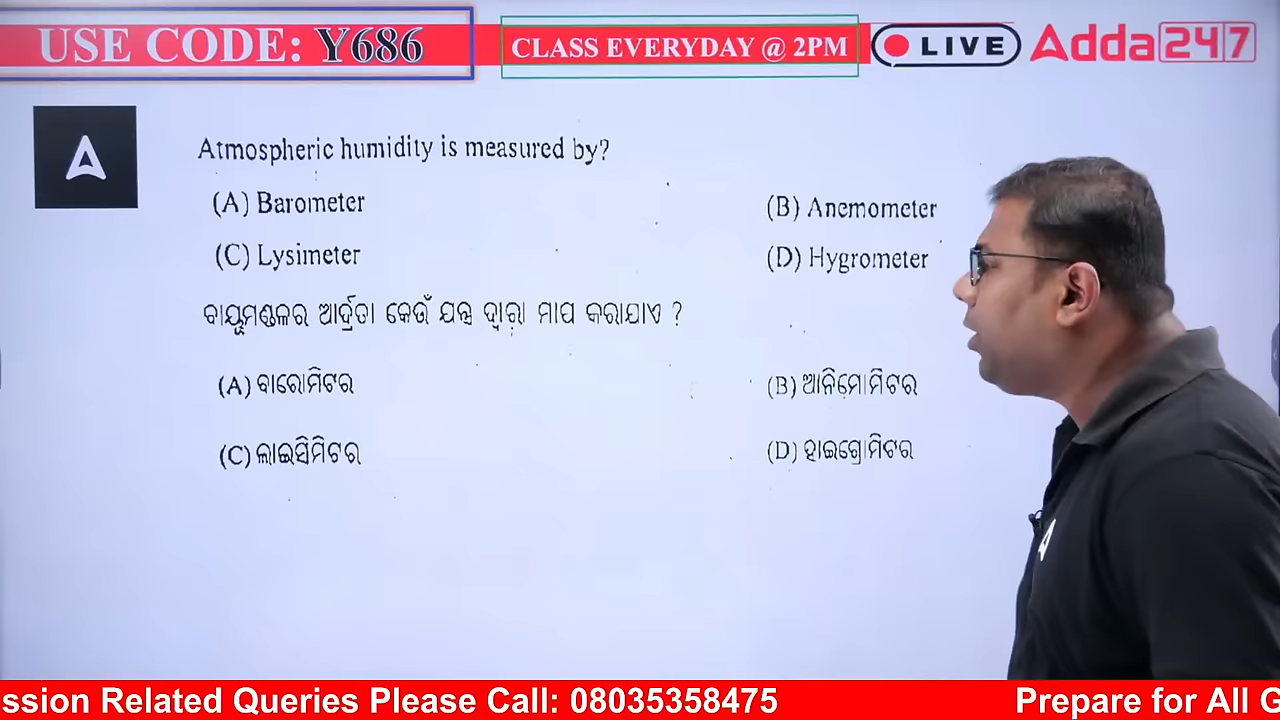 USE CODE: Y686
CLASS EVERYDAY @ 2PM
LIVE
Adda247
Atmospheric humidity is measured by?
(A) Barometer
(B) Anemometer
(C) Lysimeter
(D) Hygrometer
ବାୟୁମଣ୍ଡଳର ଆର୍ଦ୍ରତା କେଉଁ ଯନ୍ତ୍ର ଦ୍ୱାରା ମାପ କରାଯାଏ ?
(A) ବାରୋମିଟର
(B) ଆନିମୋମିଟର
(C) ଲାଇସିମିଟର
(D) ହାଇଗ୍ରୋମିଟର
ssion Related Queries Please Call: 08035358475
Prepare for All G